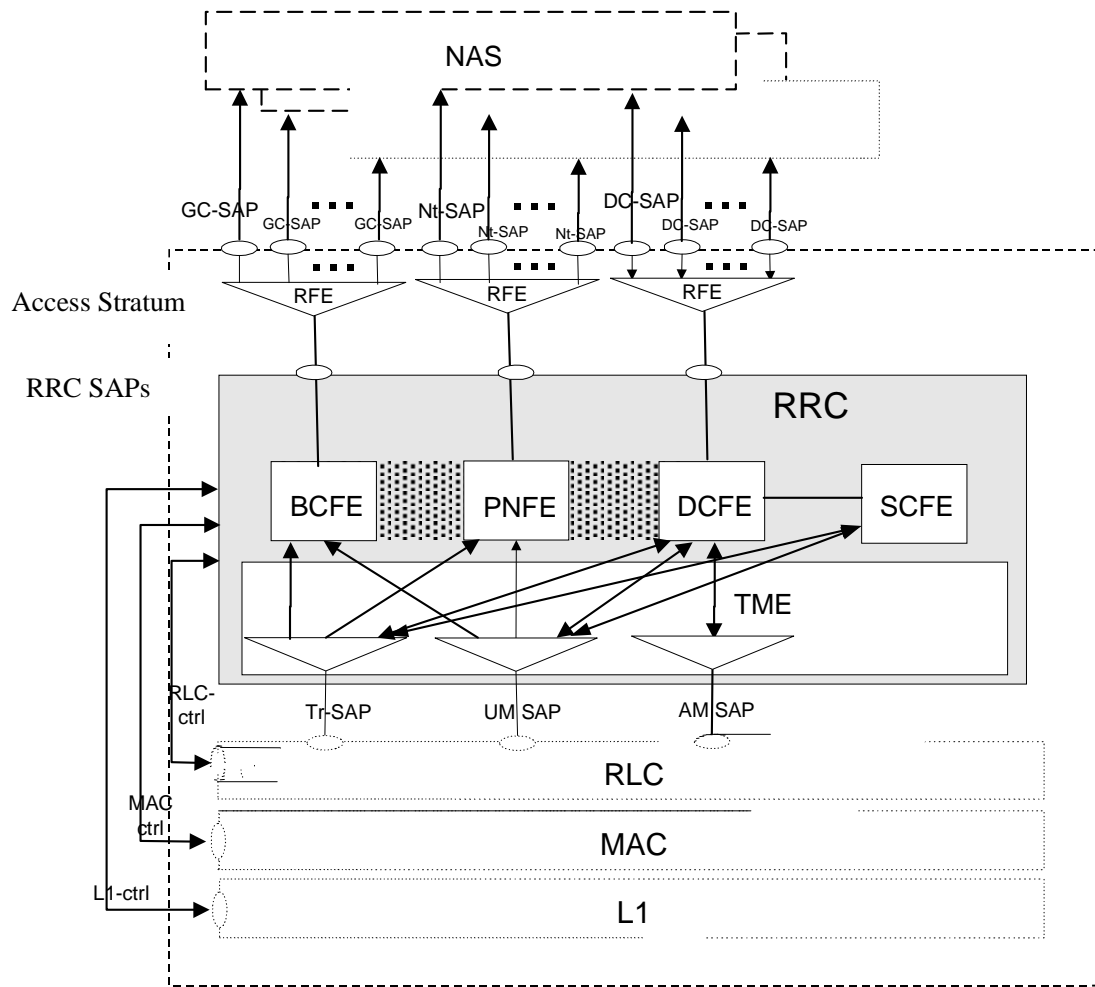 NAS
GC-SAP
GC-SAP
GC-SAP
Nt-SAP
Nt-SAP
Nt-SAP
DC-SAP
DC-SAP
DC-SAP
RFE
RFE
RFE
Access Stratum
RRC SAPs
RRC
BCFE
PNFE
DCFE
SCFE
TME
RLC-
ctrl
Tr-SAP
UM SAP
AM SAP
RLC
MAC
ctrl
MAC
L1-ctrl
L1